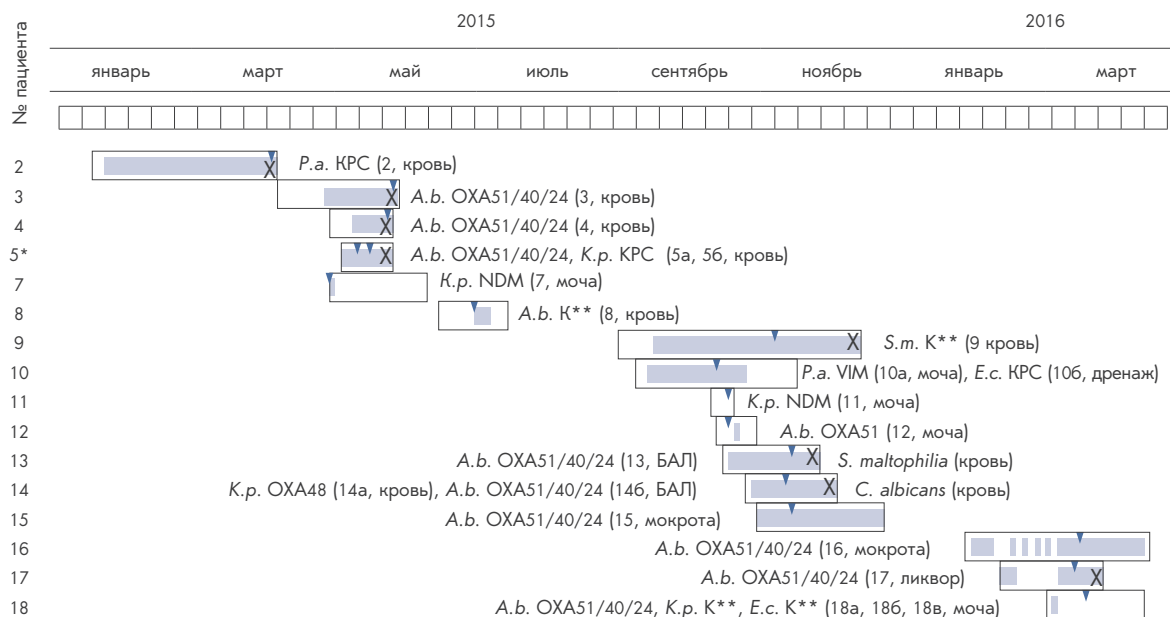 2015 2016
№ пациента
январь март май июль сентябрь ноябрь январь март
2 X P.a. КРС (2, кровь)
3 X A.b. OXA51/40/24 (3, кровь)
4 X A.b. OXA51/40/24 (4, кровь)
5* X A.b. OXA51/40/24, K.p. КРС (5а, 5б, кровь)
7 K.p. NDM (7, моча)
8 A.b. К** (8, кровь)
9 X S.m. К** (9 кровь)
10 P.a. VIM (10а, моча), E.c. КРС (10б, дренаж)
11 K.p. NDM (11, моча)
12 A.b. OXA51 (12, моча)
13 A.b. OXA51/40/24 (13, БАЛ) X S. maltophilia (кровь)
14 K.p. OXA48 (14а, кровь), A.b. OXA51/40/24 (14б, БАЛ) X C. albicans (кровь)
15 A.b. OXA51/40/24 (15, мокрота)
16 A.b. OXA51/40/24 (16, мокрота)
17 A.b. OXA51/40/24 (17, ликвор) X
18 A.b. OXA51/40/24, K.p. К**, E.c. К** (18а, 18б, 18в, моча)